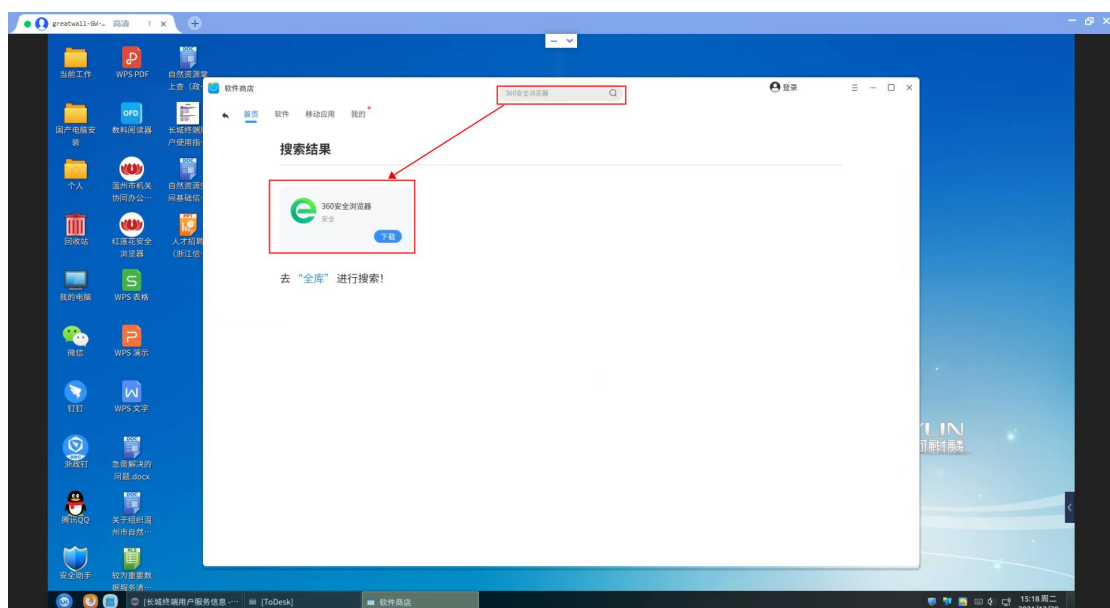 greatwall-GW-… 高清
软件商店
360安全浏览器
登录
首页 软件 移动应用 我的
搜索结果
360安全浏览器
安全
下载
去 “全库” 进行搜索！
当前工作
WPS PDF
自然资源掌
上查（政
国产电脑安
装
数科阅读器
长城终端用
户使用指
个人
温州市机关
协同办公…
自然资源空
间基础信
回收站
红莲花安全
浏览器
人才招聘
（浙江信
我的电脑
WPS 表格
微信
WPS 演示
钉钉
WPS 文字
浙政钉
急需解决的
问题.docx
腾讯QQ
关于组织温
州市自然…
安全助手
较为重要数
据服务清…
[长城终端用户服务信息-…
[ToDesk]
软件商店
15:18 周二